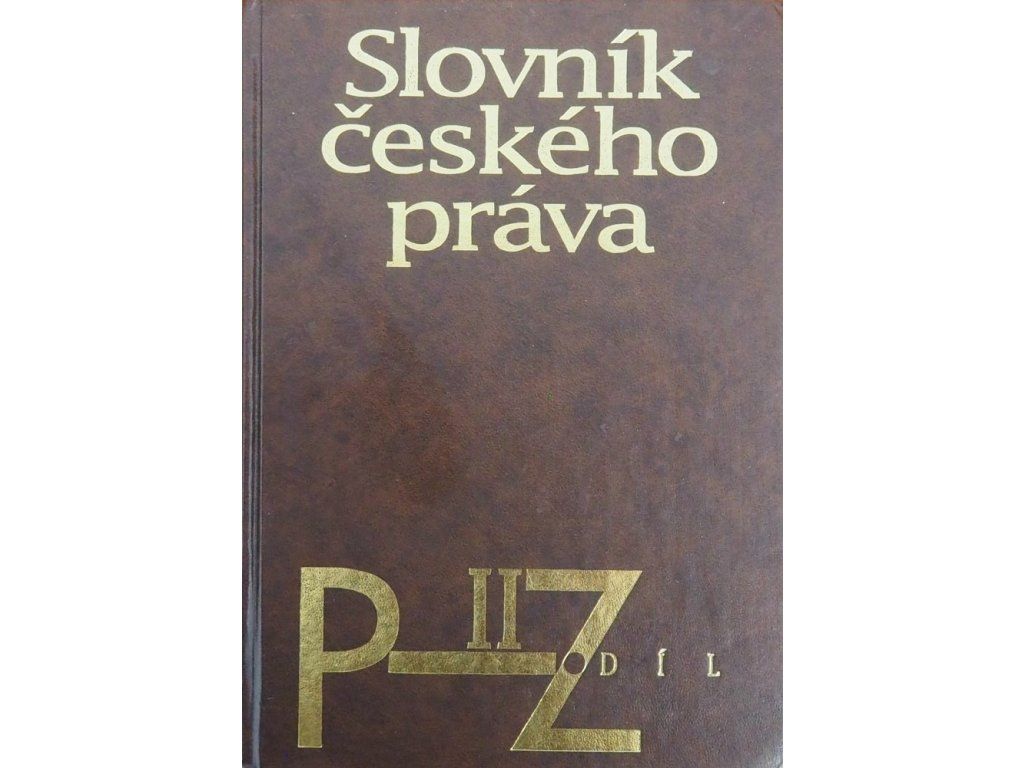 Slovník
českého
práva
II
P—Z DÍL